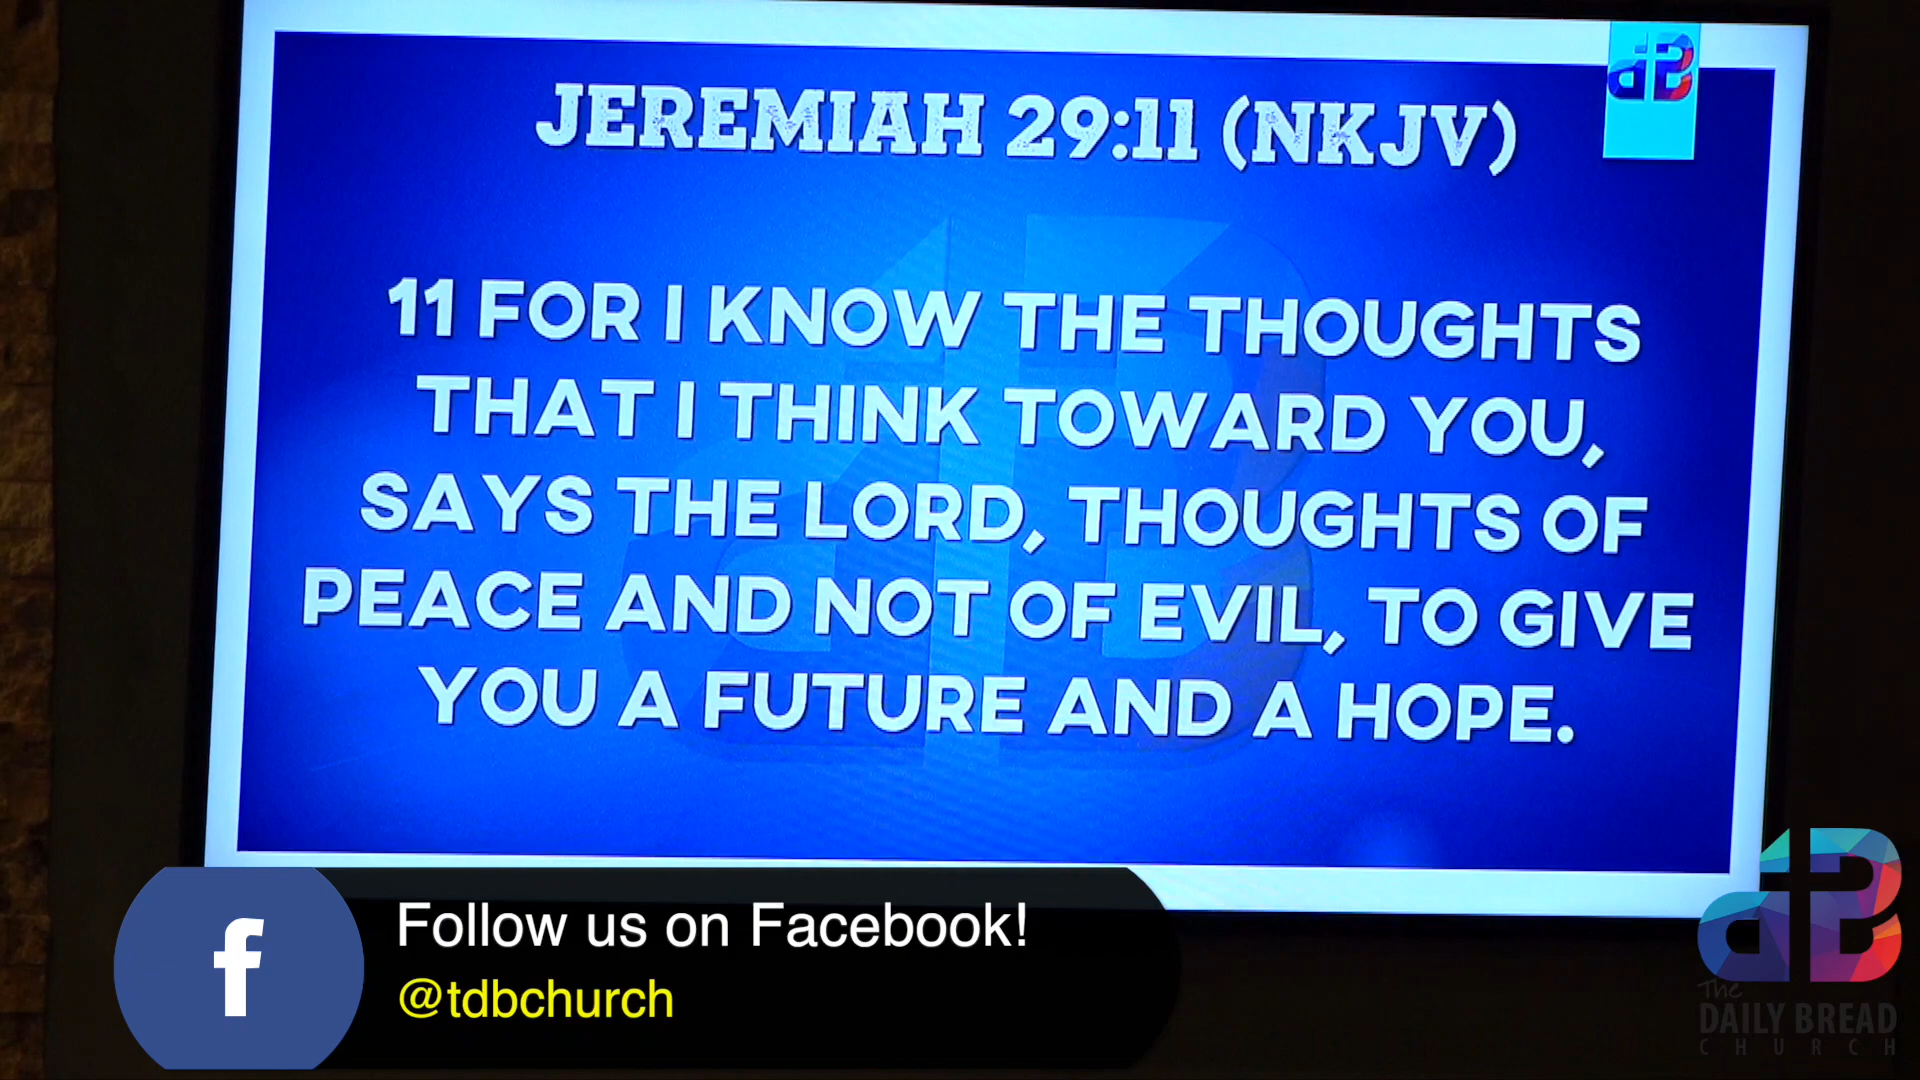 JEREMIAH 29:11 (NKJV)
11 FOR I KNOW THE THOUGHTS
THAT I THINK TOWARD YOU,
SAYS THE LORD, THOUGHTS OF
PEACE AND NOT OF EVIL, TO GIVE
YOU A FUTURE AND A HOPE.
Follow us on Facebook!
@tdbchurch
The
DAILY BREAD
CHURCH